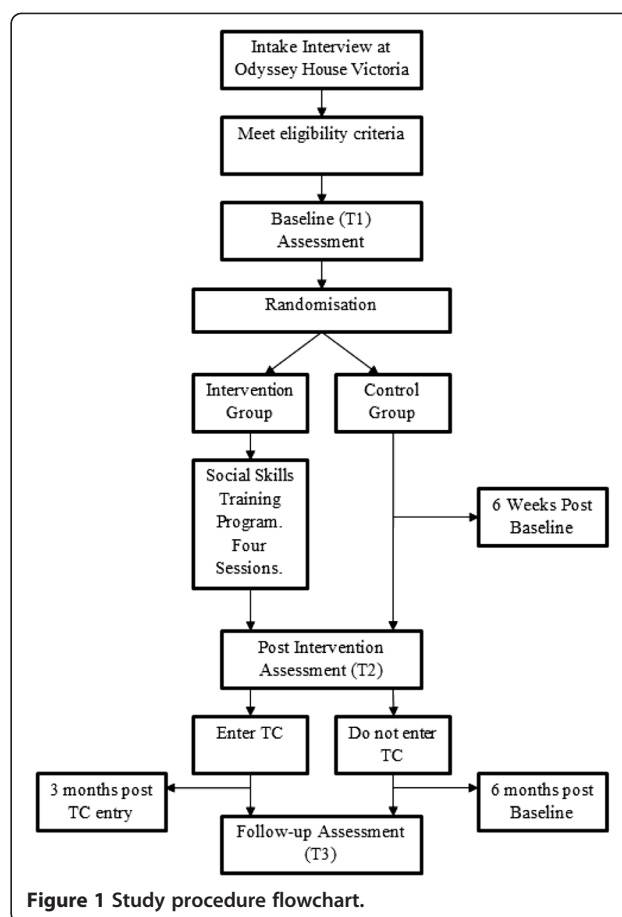 Intake Interview at
Odyssey House Victoria
Meet eligibility criteria
Baseline (T1)
Assessment
Randomisation
Intervention
Group
Control
Group
Social Skills
Training
Program.
Four
Sessions.
6 Weeks Post
Baseline
Post Intervention
Assessment (T2)
Enter TC
Do not enter
TC
3 months post
TC entry
6 months post
Baseline
Follow-up Assessment
(T3)
Figure 1 Study procedure flowchart.